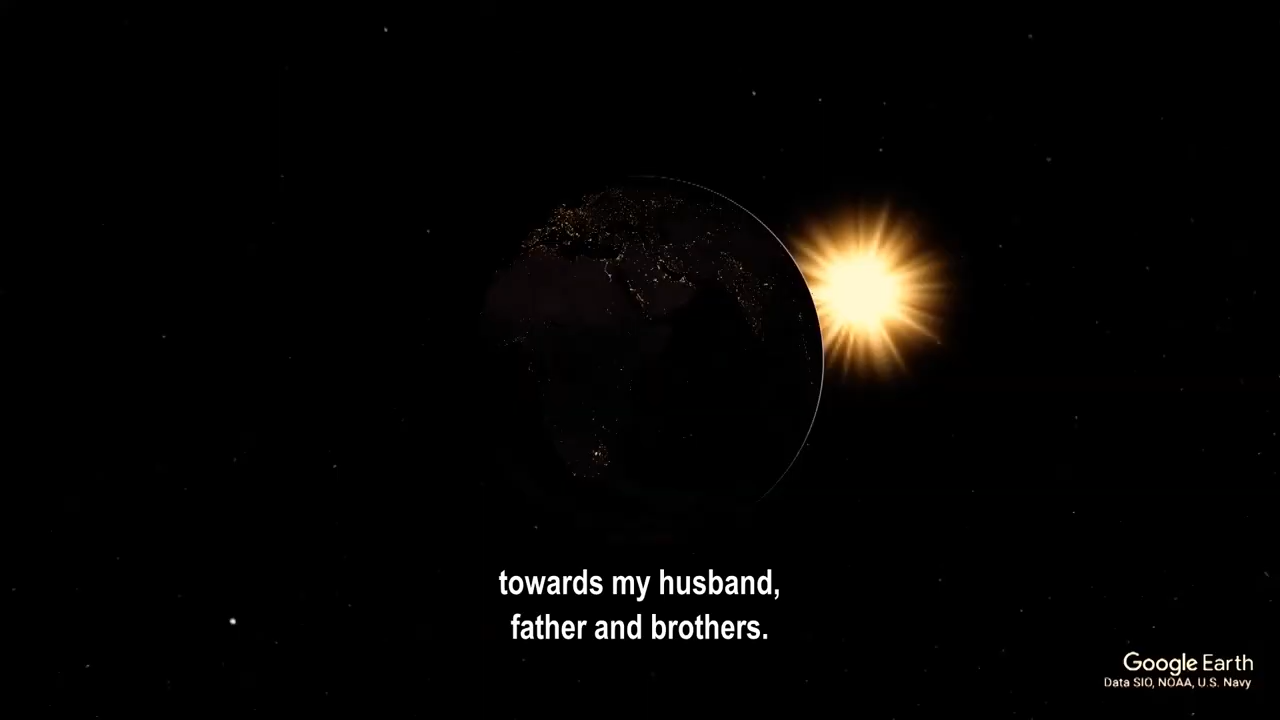 towards my husband,
father and brothers.
Google Earth
Data SIO, NOAA, U.S. Navy